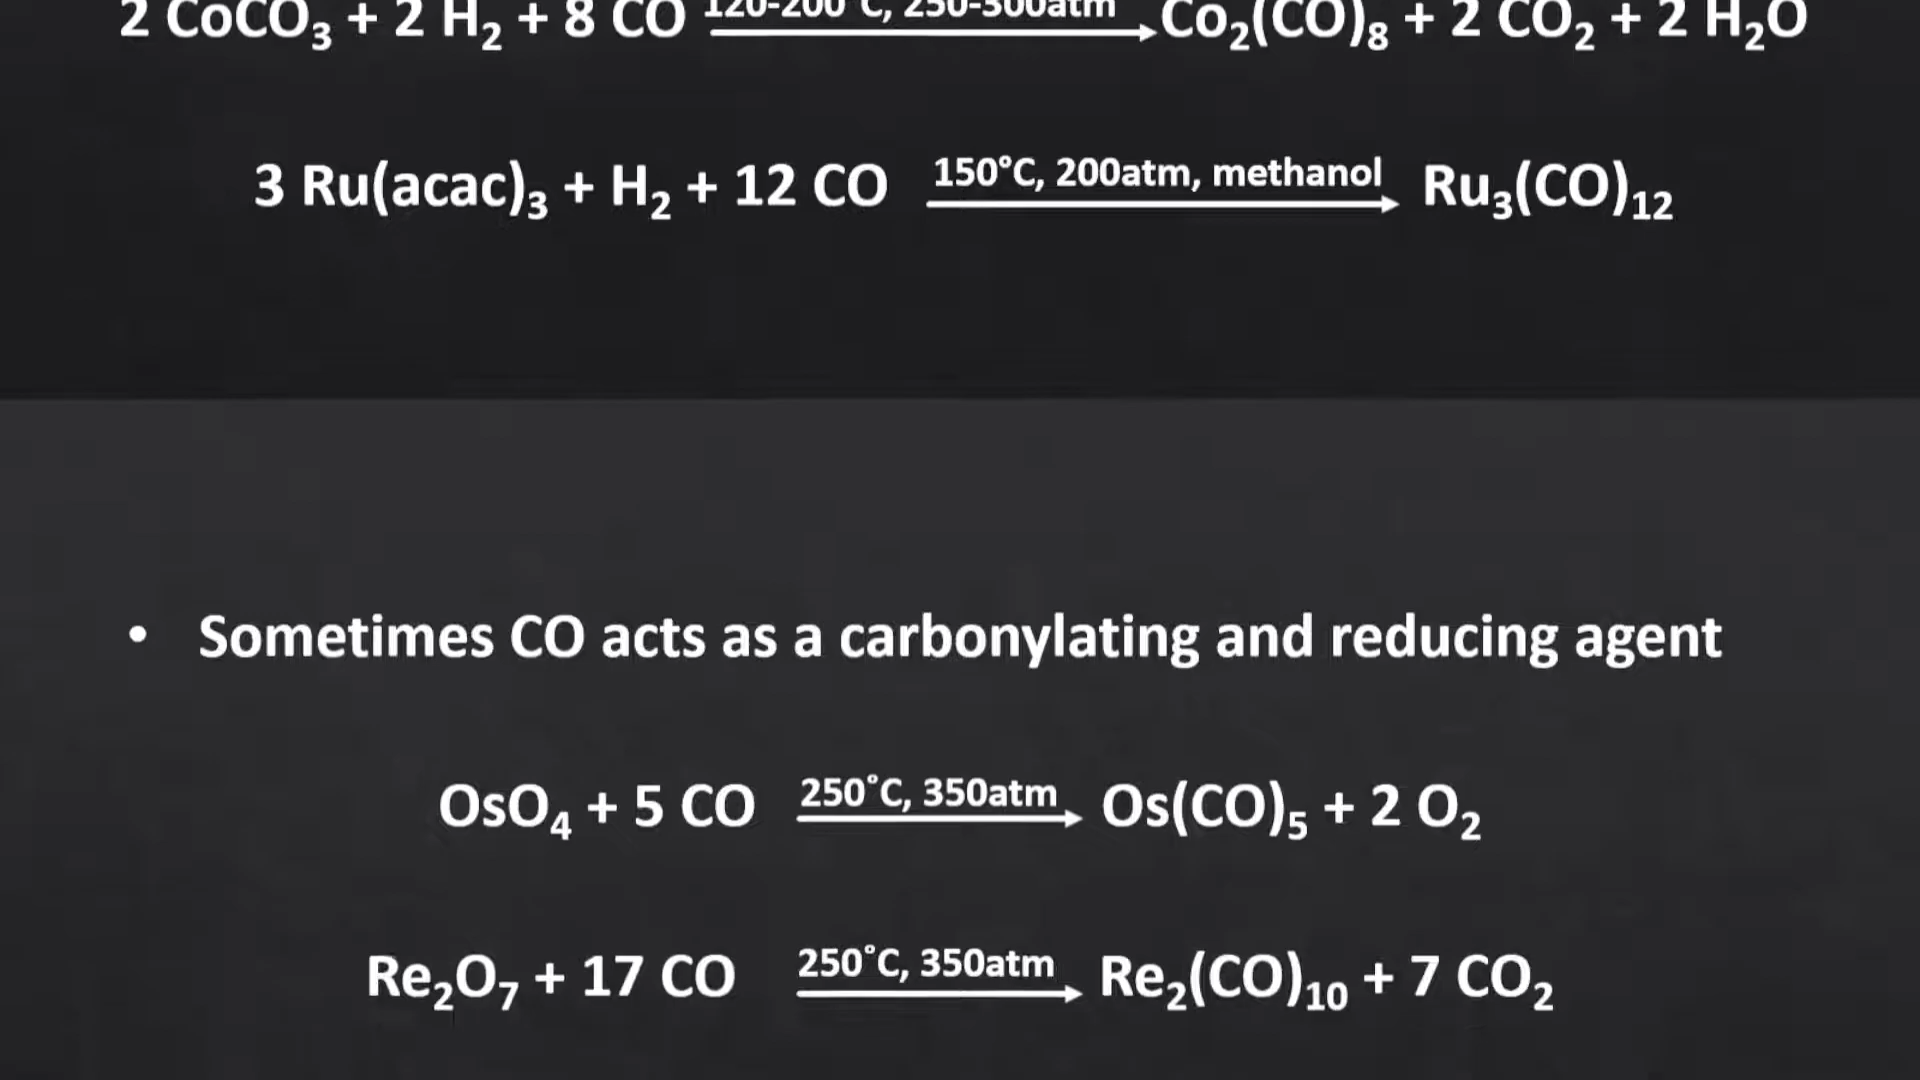 2 CoCO₃ + 2 H₂ + 8 CO 120-200°C, 250-300atm Co₂(CO)₈ + 2 CO₂ + 2 H₂O
3 Ru(acac)₃ + H₂ + 12 CO 150°C, 200atm, methanol Ru₃(CO)₁₂
• Sometimes CO acts as a carbonylating and reducing agent
OsO₄ + 5 CO 250°C, 350atm Os(CO)₅ + 2 O₂
Re₂O₇ + 17 CO 250°C, 350atm Re₂(CO)₁₀ + 7 CO₂